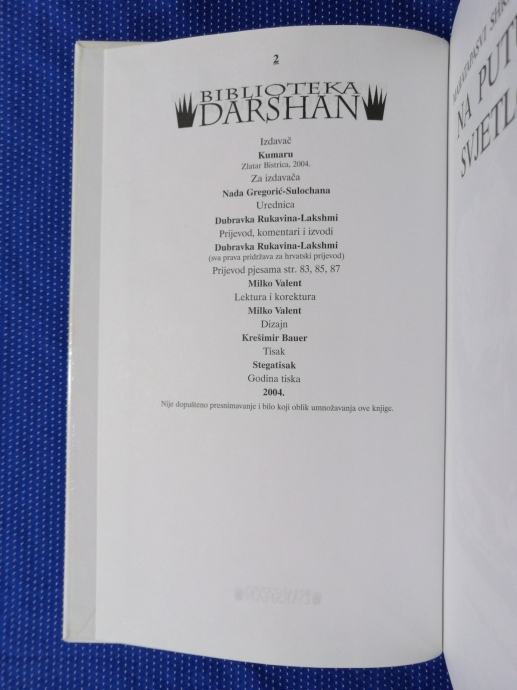 2
BIBLIOTEKA
DARSHAN
Izdavač
Kumaru
Zlatar Bistrica, 2004.
Za izdavača
Nada Gregorić-Sulochana
Urednica
Dubravka Rukavina-Lakshmi
Prijevod, komentari i izvodi
Dubravka Rukavina-Lakshmi
(sva prava pridržava za hrvatski prijevod)
Prijevod pjesama str. 83, 85, 87
Milko Valent
Lektura i korektura
Milko Valent
Dizajn
Krešimir Bauer
Tisak
Stegatisak
Godina tiska
2004.
Nije dopušteno presnimavanje i bilo koji oblik umnožavanja ove knjige.
NA PUT
SVJETL